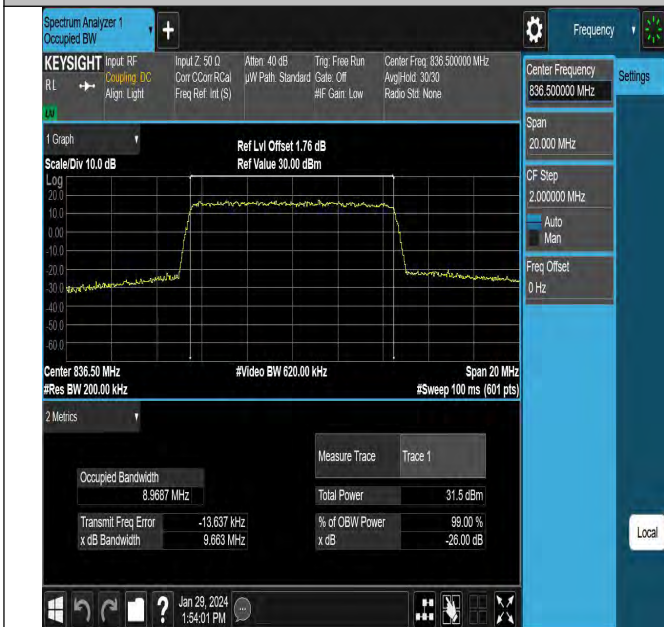 Spectrum Analyzer 1
Occupied BW
+
Frequency
KEYSIGHT
RL
Input: RF
Coupling: DC
Align: Light
Input Z: 50 Ω
Corr CCorr RCal
Freq Ref: Int (S)
Atten: 40 dB
µW Path: Standard
Trig: Free Run
Gate: Off
#IF Gain: Low
Center Freq: 836.500000 MHz
Avg|Hold: 30/30
Radio Std: None
Center Frequency
836.500000 MHz
Settings
Span
20.000 MHz
CF Step
2.000000 MHz
Auto
Man
Freq Offset
0 Hz
1 Graph
Scale/Div 10.0 dB
Ref Lvl Offset 1.76 dB
Ref Value 30.00 dBm
Log
20.0
10.0
0.00
-10.0
-20.0
-30.0
-40.0
-50.0
-60.0
Center 836.50 MHz
#Video BW 620.00 kHz
Span 20 MHz
#Res BW 200.00 kHz
#Sweep 100 ms (601 pts)
2 Metrics
Measure Trace Trace 1
Occupied Bandwidth
8.9687 MHz
Total Power 31.5 dBm
Transmit Freq Error -13.637 kHz
% of OBW Power 99.00 %
x dB Bandwidth 9.663 MHz
x dB -26.00 dB
Local
?
Jan 29, 2024
1:54:01 PM